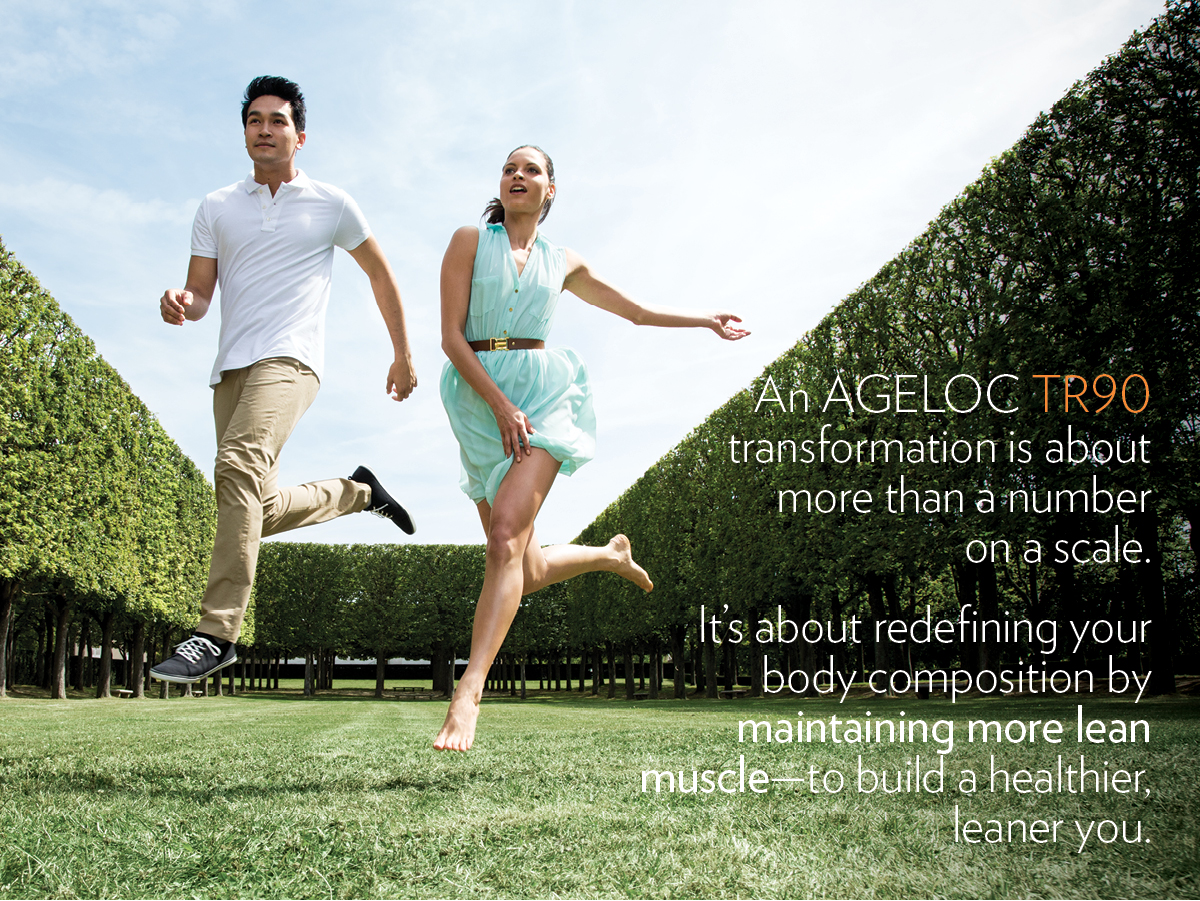 An AGELOC TR90
transformation is about
more than a number
on a scale.
It's about redefining your
body composition by
maintaining more lean
muscle—to build a healthier,
leaner you.